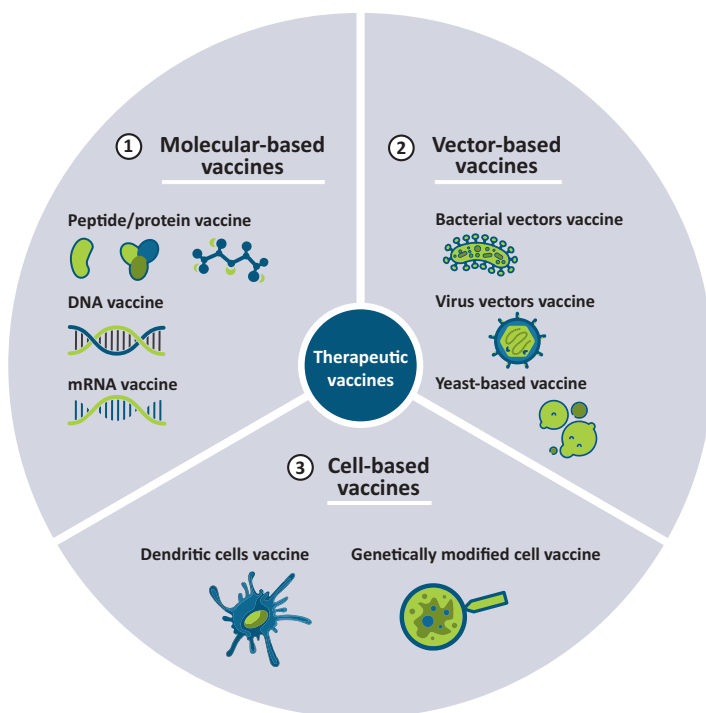 1 Molecular-based
vaccines
Peptide/protein vaccine
DNA vaccine
mRNA vaccine
2 Vector-based
vaccines
Bacterial vectors vaccine
Virus vectors vaccine
Yeast-based vaccine
Therapeutic
vaccines
3 Cell-based
vaccines
Dendritic cells vaccine
Genetically modified cell vaccine